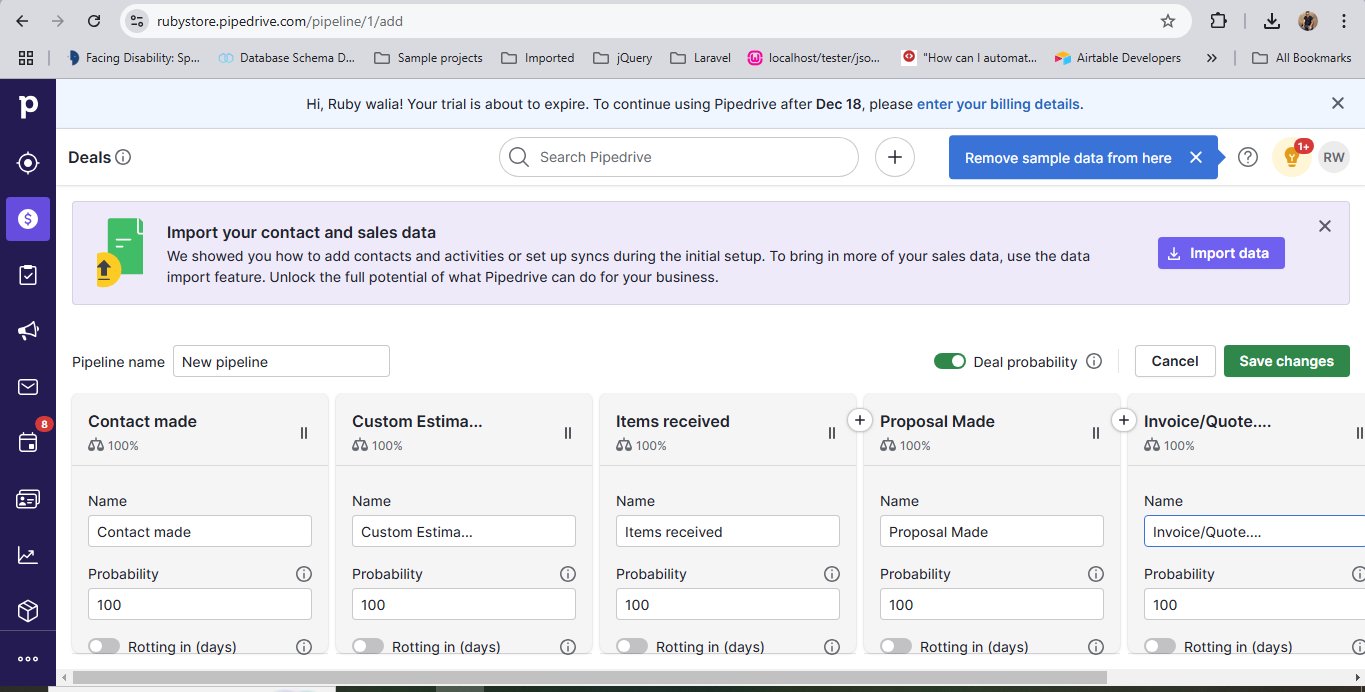 rubystore.pipedrive.com/pipeline/1/add
Facing Disability: Sp... Database Schema D... Sample projects Imported jQuery Laravel localhost/tester/jso... "How can I automat... Airtable Developers » All Bookmarks
p
Hi, Ruby walia! Your trial is about to expire. To continue using Pipedrive after Dec 18, please enter your billing details.
Deals
Search Pipedrive
Remove sample data from here
1+
RW
Import your contact and sales data
We showed you how to add contacts and activities or set up syncs during the initial setup. To bring in more of your sales data, use the data
import feature. Unlock the full potential of what Pipedrive can do for your business.
Import data
Pipeline name New pipeline Deal probability Cancel Save changes
8
Contact made Custom Estima... Items received Proposal Made Invoice/Quote....
100% 100% 100% 100% 100%
Name Name Name Name Name
Contact made Custom Estima... Items received Proposal Made Invoice/Quote....
Probability Probability Probability Probability Probability
100 100 100 100 100
Rotting in (days) Rotting in (days) Rotting in (days) Rotting in (days) Rotting in (days)